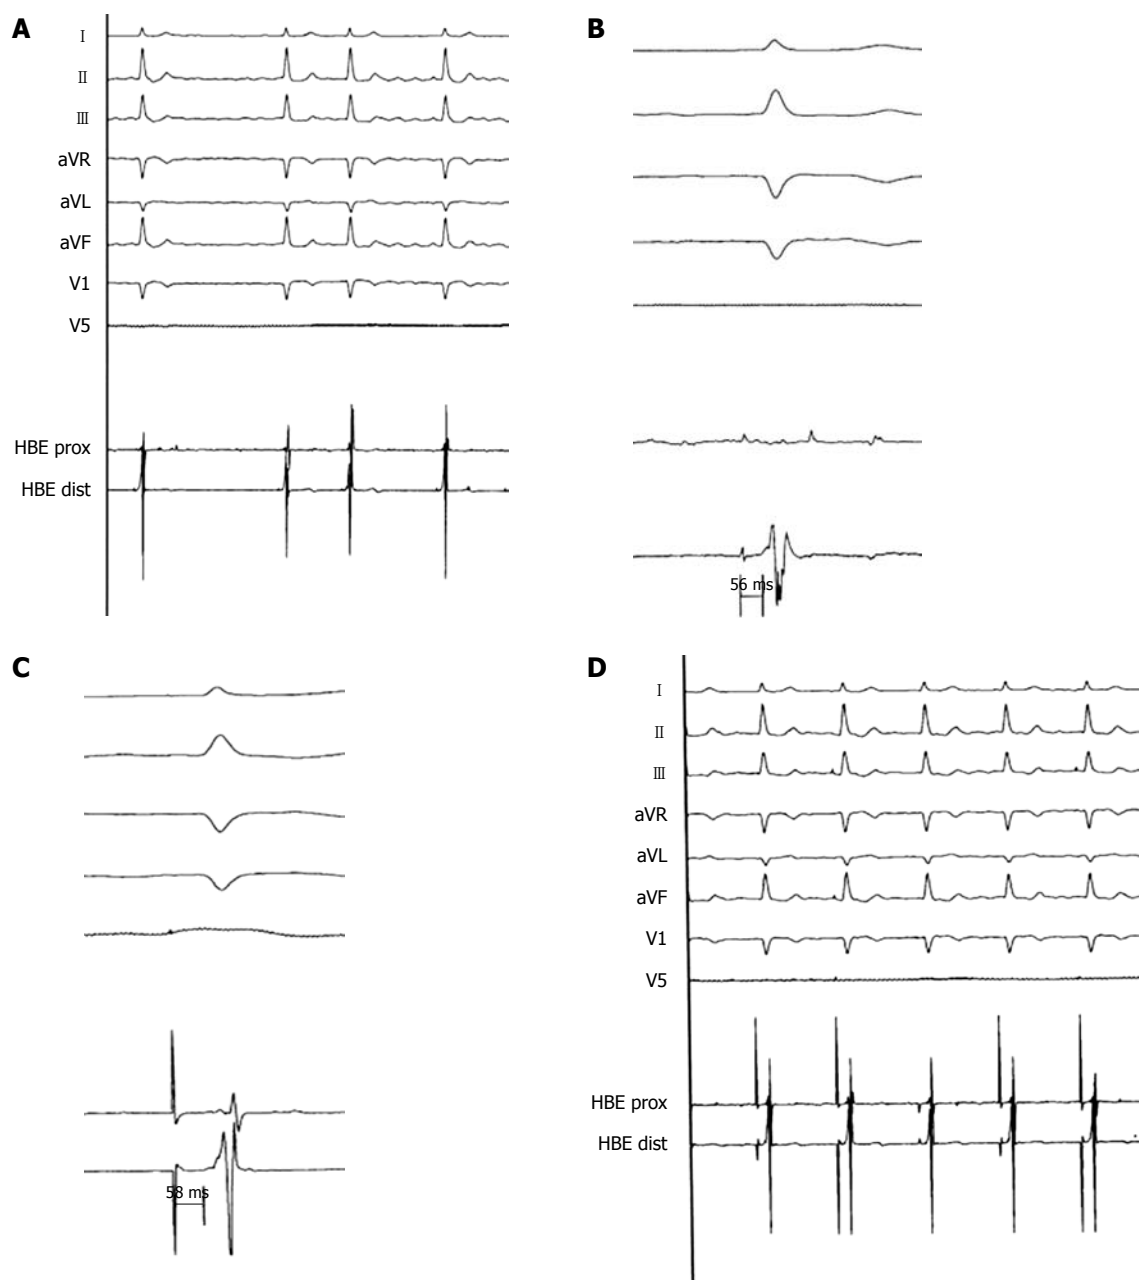 A
I
II
III
aVR
aVL
aVF
V1
V5
HBE prox
HBE dist
B
56 ms
C
58 ms
D
I
II
III
aVR
aVL
aVF
V1
V5
HBE prox
HBE dist